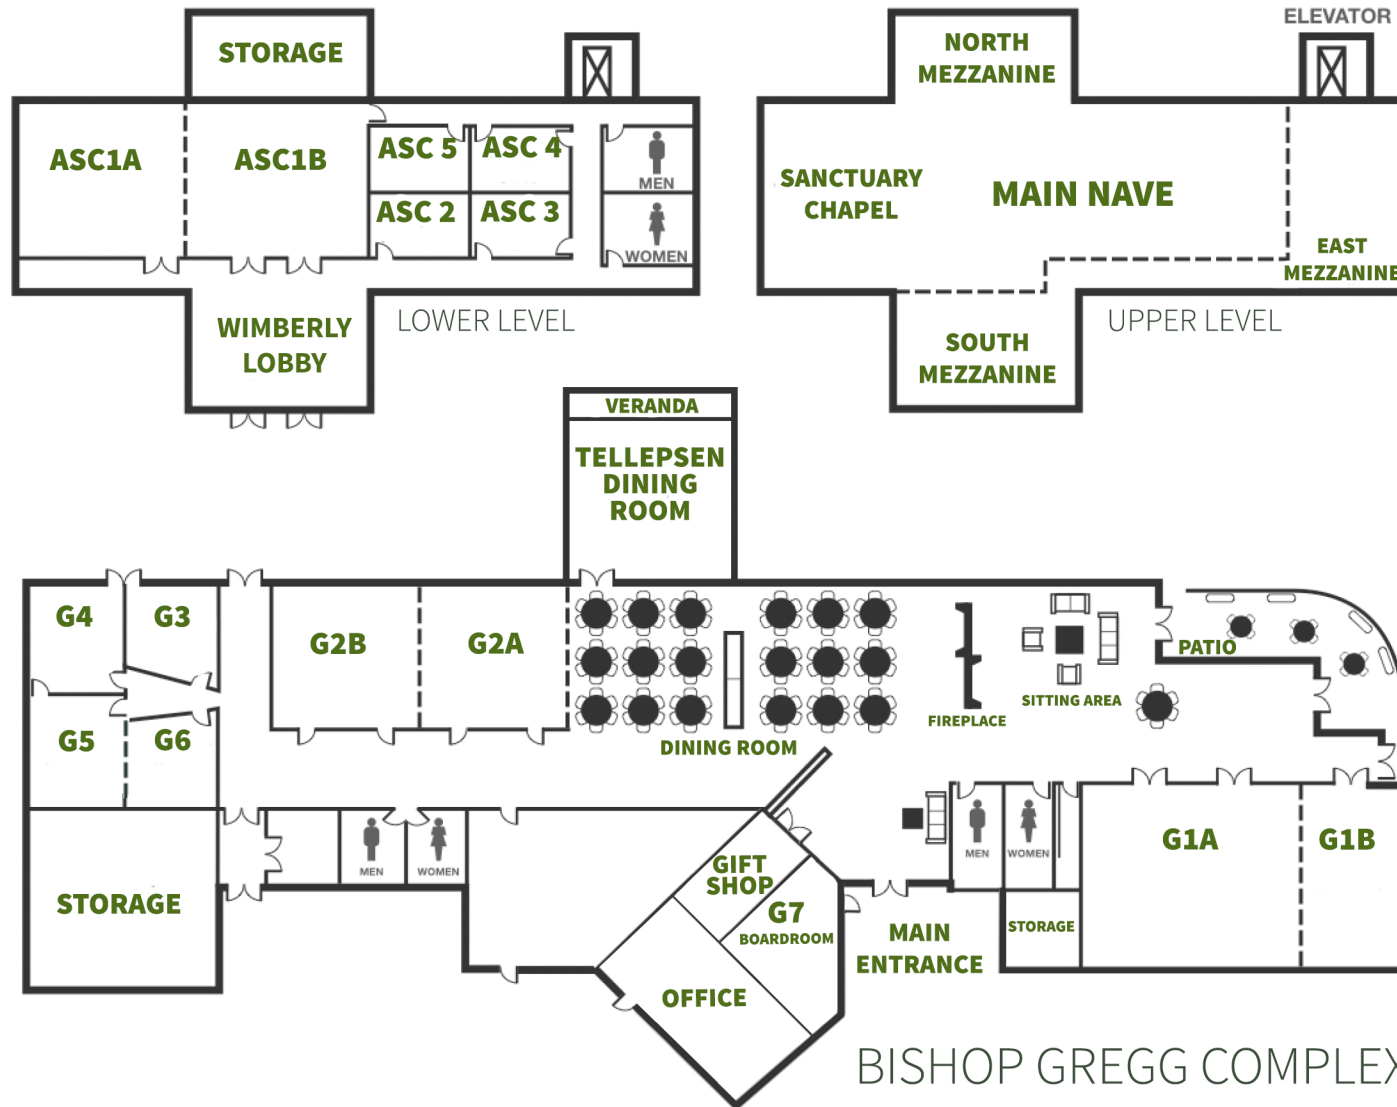 ELEVATOR
STORAGE
NORTH
MEZZANINE
ASC1A
ASC1B
ASC 5
ASC 4
MEN
ASC 2
ASC 3
WOMEN
SANCTUARY
CHAPEL
MAIN NAVE
EAST
MEZZANINE
WIMBERLY
LOBBY
LOWER LEVEL
UPPER LEVEL
SOUTH
MEZZANINE
VERANDA
TELLEPSEN
DINING
ROOM
G4
G3
G2B
G2A
PATIO
SITTING AREA
FIREPLACE
G5
G6
DINING ROOM
G1A
G1B
MEN
WOMEN
MEN
WOMEN
GIFT
SHOP
STORAGE
G7
BOARDROOM
MAIN
ENTRANCE
STORAGE
OFFICE
BISHOP GREGG COMPLEX